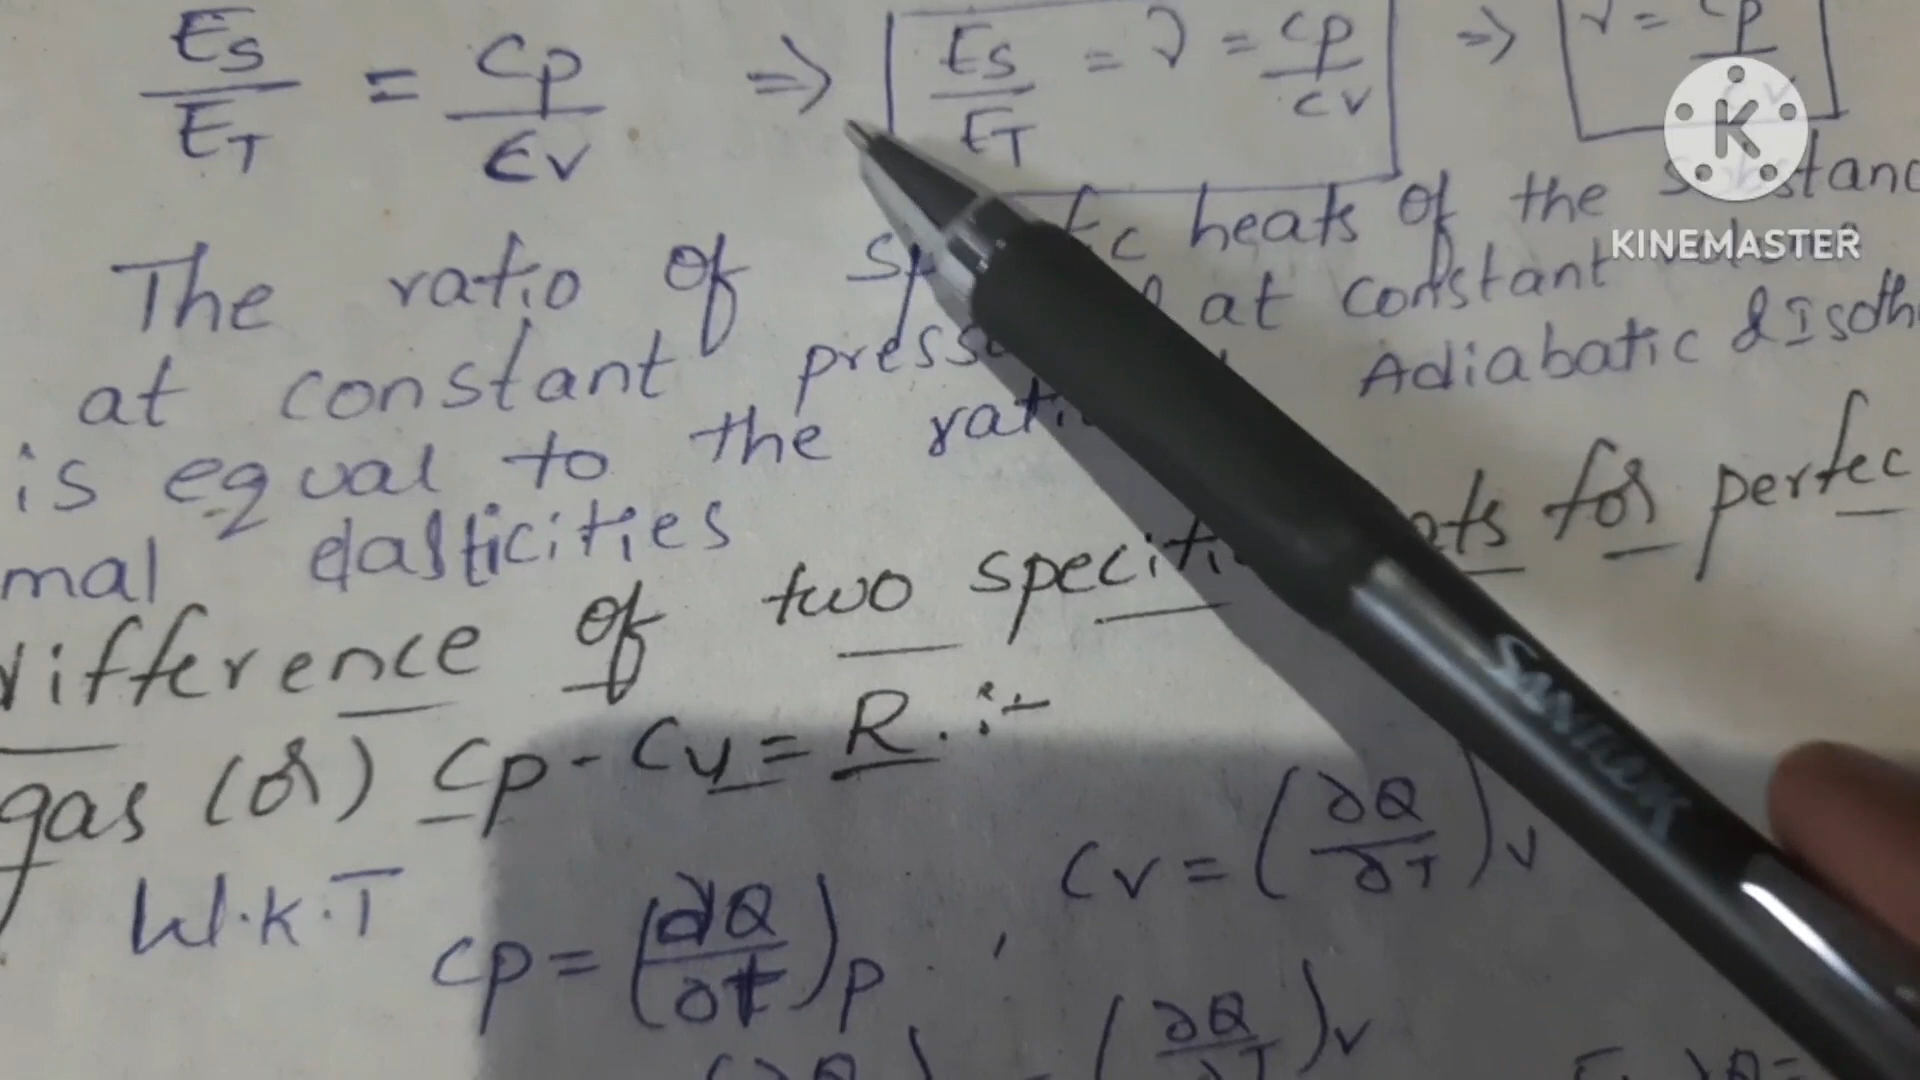 Es/ET = Cp/Cv ⇒ Es/ET = γ = Cp/Cv ⇒ γ = Cp
K
KINEMASTER
The ratio of heats of the
at constant at constant
is equal to the Adiabatic & Isoth
mal elasticities
difference of two for perfec
gas (or) Cp - Cv = R. :-
W.K.T Cp = (∂Q/∂t)p , Cv = (∂Q/∂T)v
(∂Q/∂T)v
SANTUK